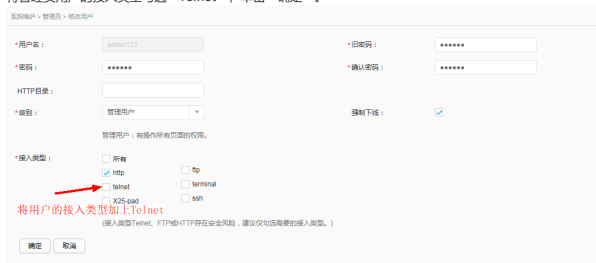 系统维护 > 管理员 > 修改用户
*用户名： admin123 *旧密码： ●●●●●●
*密码： ●●●●●● *确认密码： ●●●●●●
HTTP目录：
*级别： 管理用户 强制下线：
管理用户：有操作所有页面的权限。
*接入类型： 所有
http ftp
telnet terminal
X25-pad ssh
将用户的接入类型加上Telnet
(接入类型Telnet、FTP或HTTP存在安全风险，建议仅勾选需要的接入类型。)
确定 取消